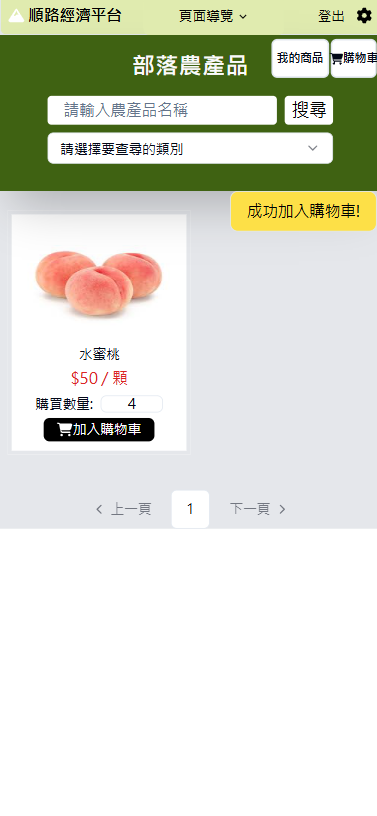 順路經濟平台
頁面導覽
登出
我的商品
購物車
部落農產品
請輸入農產品名稱
搜尋
請選擇要查尋的類別
成功加入購物車!
水蜜桃
$50 / 顆
購買數量: 4
加入購物車
上一頁
1
下一頁